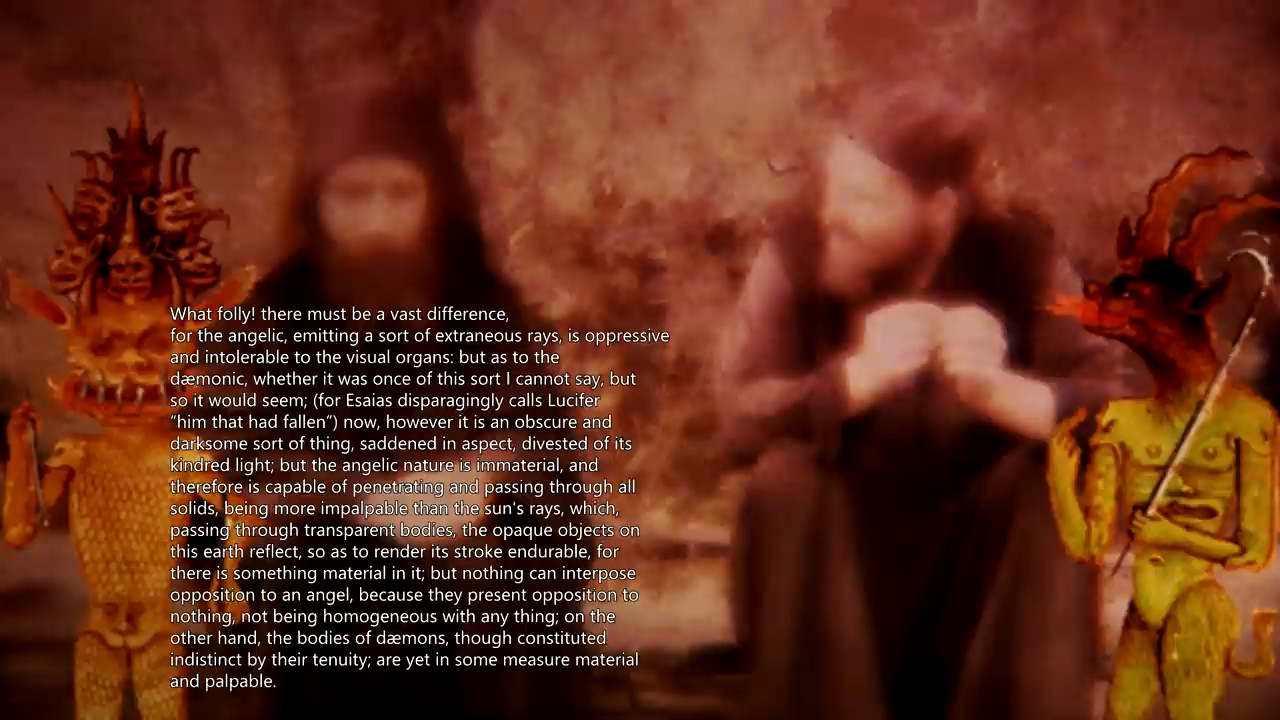 What folly! there must be a vast difference,
for the angelic, emitting a sort of extraneous rays, is oppressive
and intolerable to the visual organs: but as to the
dæmonic, whether it was once of this sort I cannot say, but
so it would seem; (for Esaias disparagingly calls Lucifer
“him that had fallen”) now, however it is an obscure and
darksome sort of thing, saddened in aspect, divested of its
kindred light; but the angelic nature is immaterial, and
therefore is capable of penetrating and passing through all
solids, being more impalpable than the sun's rays, which,
passing through transparent bodies, the opaque objects on
this earth reflect, so as to render its stroke endurable, for
there is something material in it; but nothing can interpose
opposition to an angel, because they present opposition to
nothing, not being homogeneous with any thing; on the
other hand, the bodies of dæmons, though constituted
indistinct by their tenuity; are yet in some measure material
and palpable.